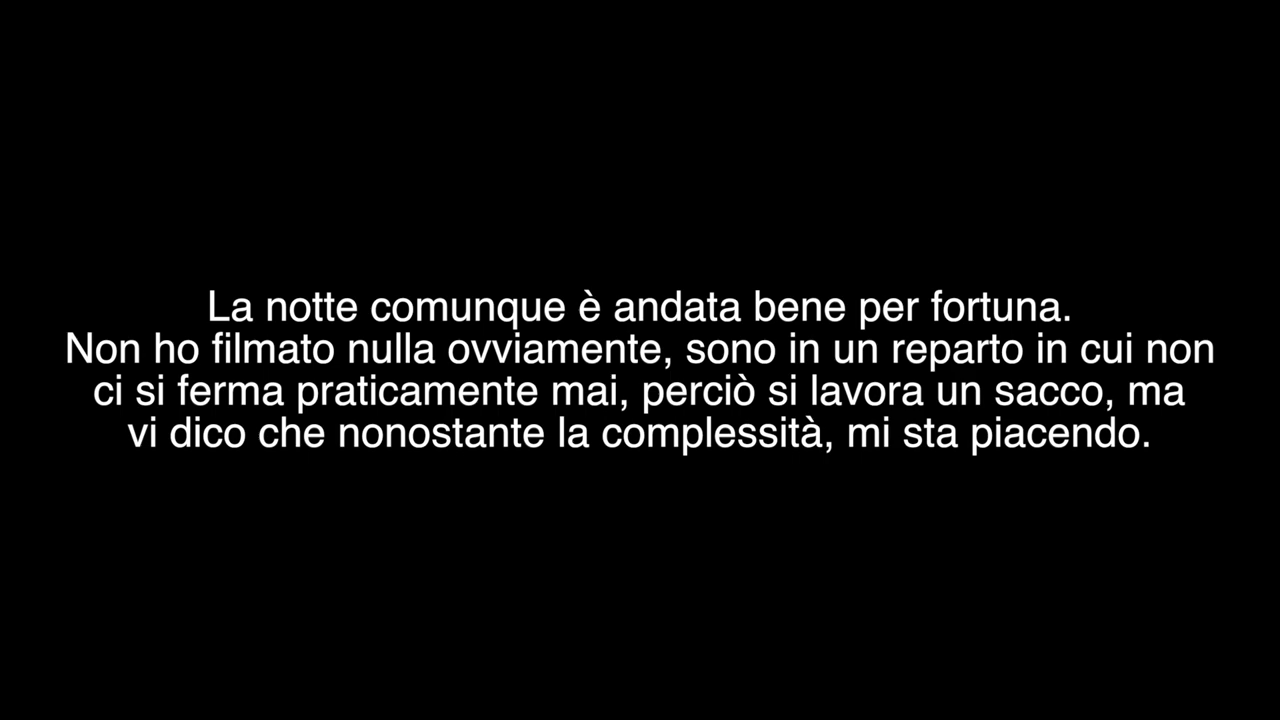 La notte comunque è andata bene per fortuna.
Non ho filmato nulla ovviamente, sono in un reparto in cui non
ci si ferma praticamente mai, perciò si lavora un sacco, ma
vi dico che nonostante la complessità, mi sta piacendo.